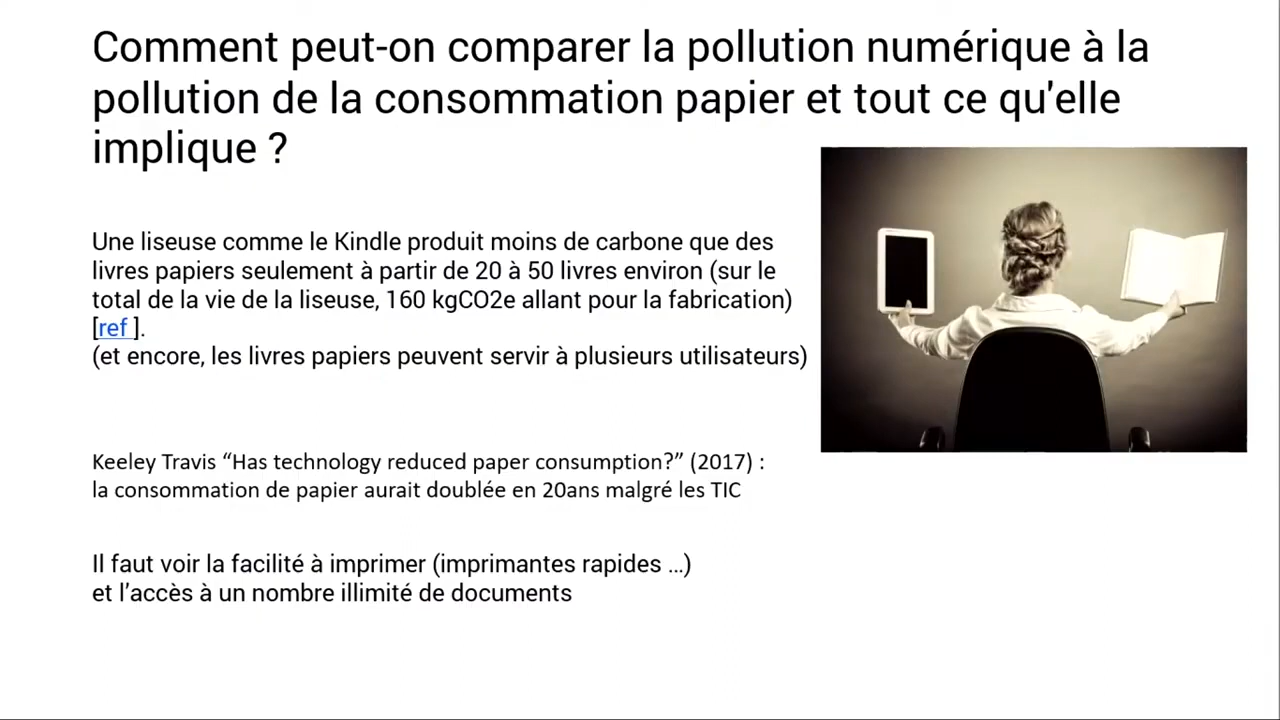 Comment peut-on comparer la pollution numérique à la
pollution de la consommation papier et tout ce qu'elle
implique ?
Une liseuse comme le Kindle produit moins de carbone que des
livres papiers seulement à partir de 20 à 50 livres environ (sur le
total de la vie de la liseuse, 160 kgCO2e allant pour la fabrication)
[ref ].
(et encore, les livres papiers peuvent servir à plusieurs utilisateurs)
Keeley Travis “Has technology reduced paper consumption?” (2017) :
la consommation de papier aurait doublée en 20ans malgré les TIC
Il faut voir la facilité à imprimer (imprimantes rapides …)
et l’accès à un nombre illimité de documents